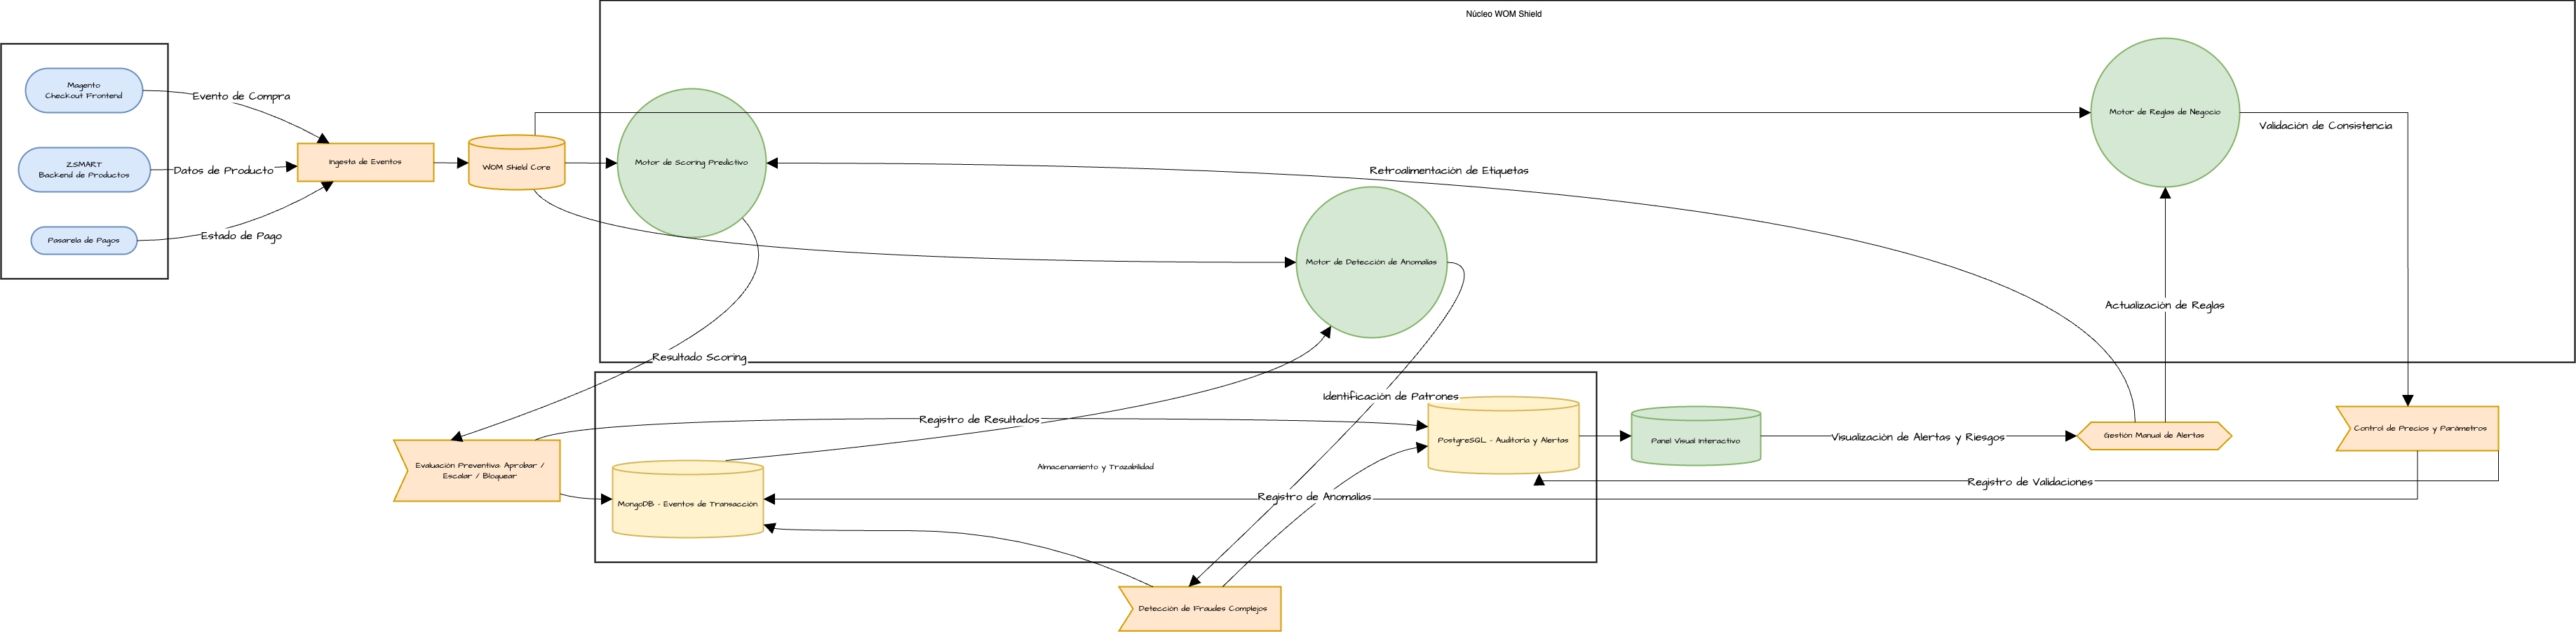 Núcleo WOM Shield
Magento
Checkout Frontend
Evento de Compra
ZSMART
Backend de Productos
Datos de Producto
Pasarela de Pagos
Estado de Pago
Ingesta de Eventos
WOM Shield Core
Motor de Scoring Predictivo
Motor de Reglas de Negocio
Validación de Consistencia
Retroalimentación de Etiquetas
Motor de Detección de Anomalías
Actualización de Reglas
Resultado Scoring
Identificación de Patrones
Registro de Resultados
PostgreSQL - Auditoría y Alertas
Panel Visual Interactivo
Visualización de Alertas y Riesgos
Gestión Manual de Alertas
Control de Precios y Parámetros
Evaluación Preventiva: Aprobar /
Escalar / Bloquear
Almacenamiento y Trazabilidad
Registro de Validaciones
MongoDB - Eventos de Transacción
Registro de Anomalías
Detección de Fraudes Complejos